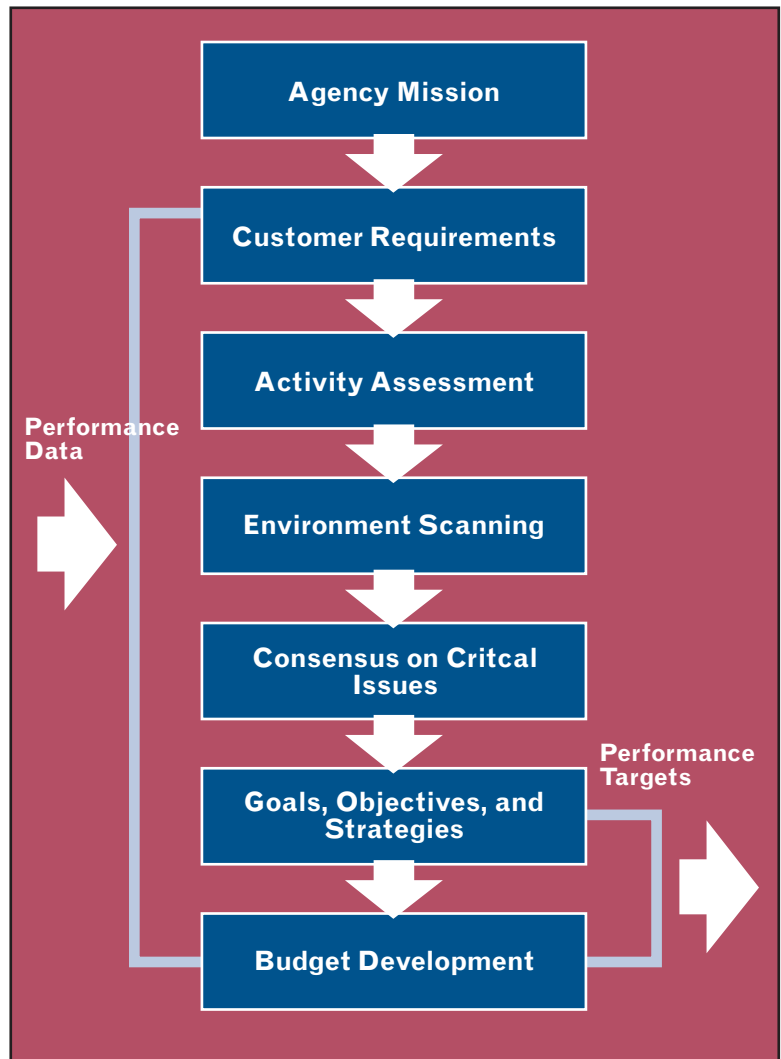 Agency Mission
Customer Requirements
Activity Assessment
Performance
Data
Environment Scanning
Consensus on Critcal
Issues
Performance
Targets
Goals, Objectives, and
Strategies
Budget Development